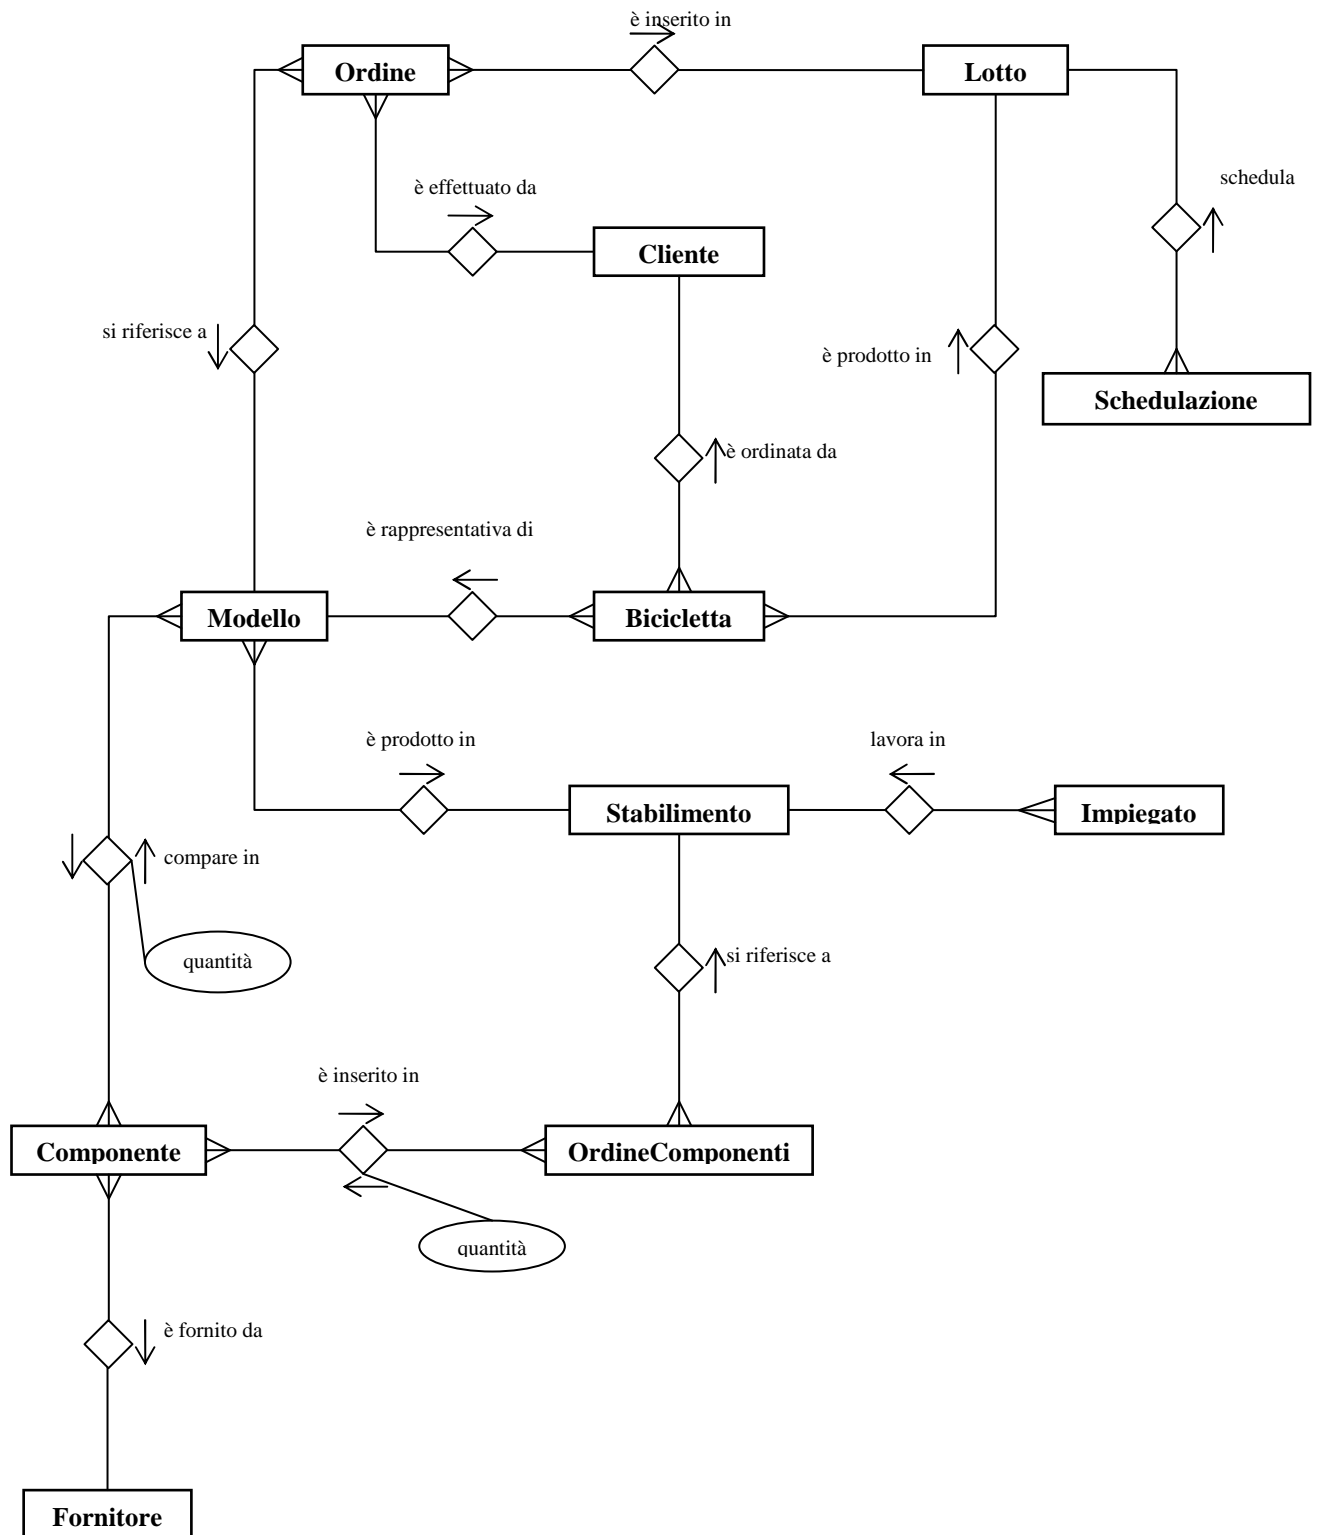 è inserito in
Ordine
Lotto
è effettuato da
schedula
Cliente
si riferisce a
è prodotto in
Schedulazione
è ordinata da
è rappresentativa di
Modello
Bicicletta
è prodotto in
lavora in
Stabilimento
Impiegato
compare in
quantità
si riferisce a
è inserito in
Componente
OrdineComponenti
quantità
è fornito da
Fornitore